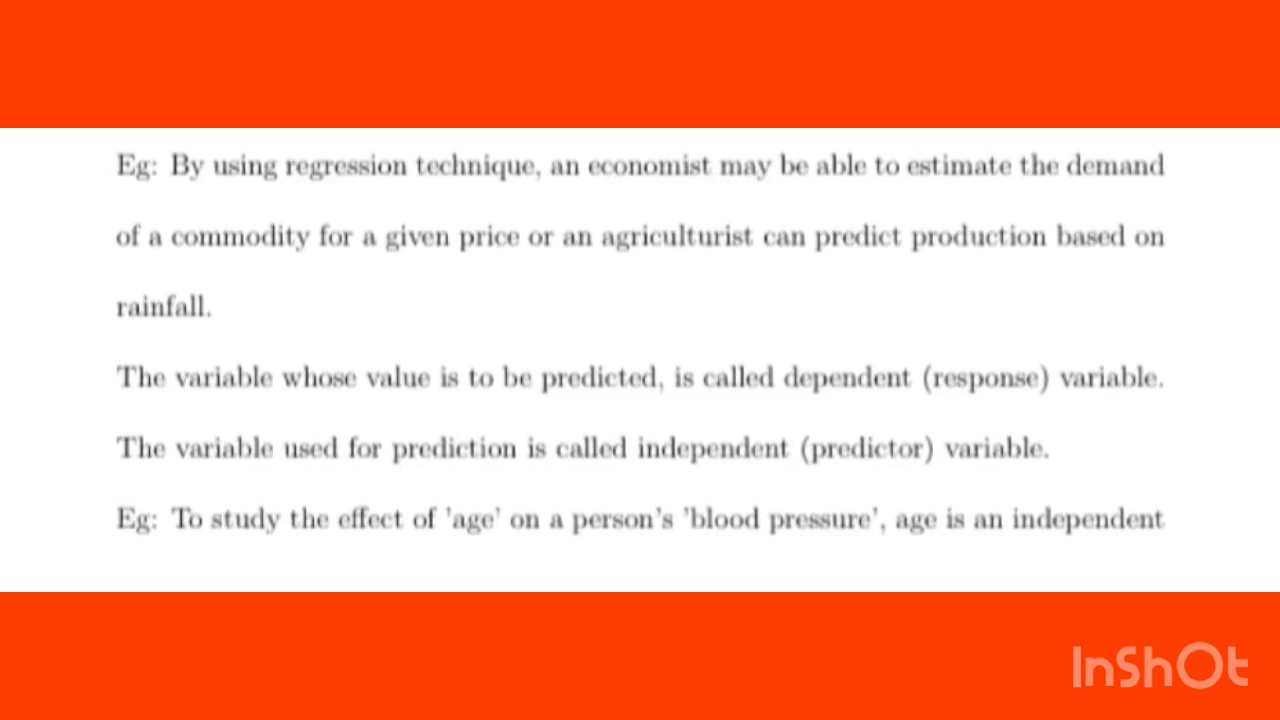 Eg: By using regression technique, an economist may be able to estimate the demand
of a commodity for a given price or an agriculturist can predict production based on
rainfall.
The variable whose value is to be predicted, is called dependent (response) variable.
The variable used for prediction is called independent (predictor) variable.
Eg: To study the effect of 'age' on a person's 'blood pressure', age is an independent
InShOt